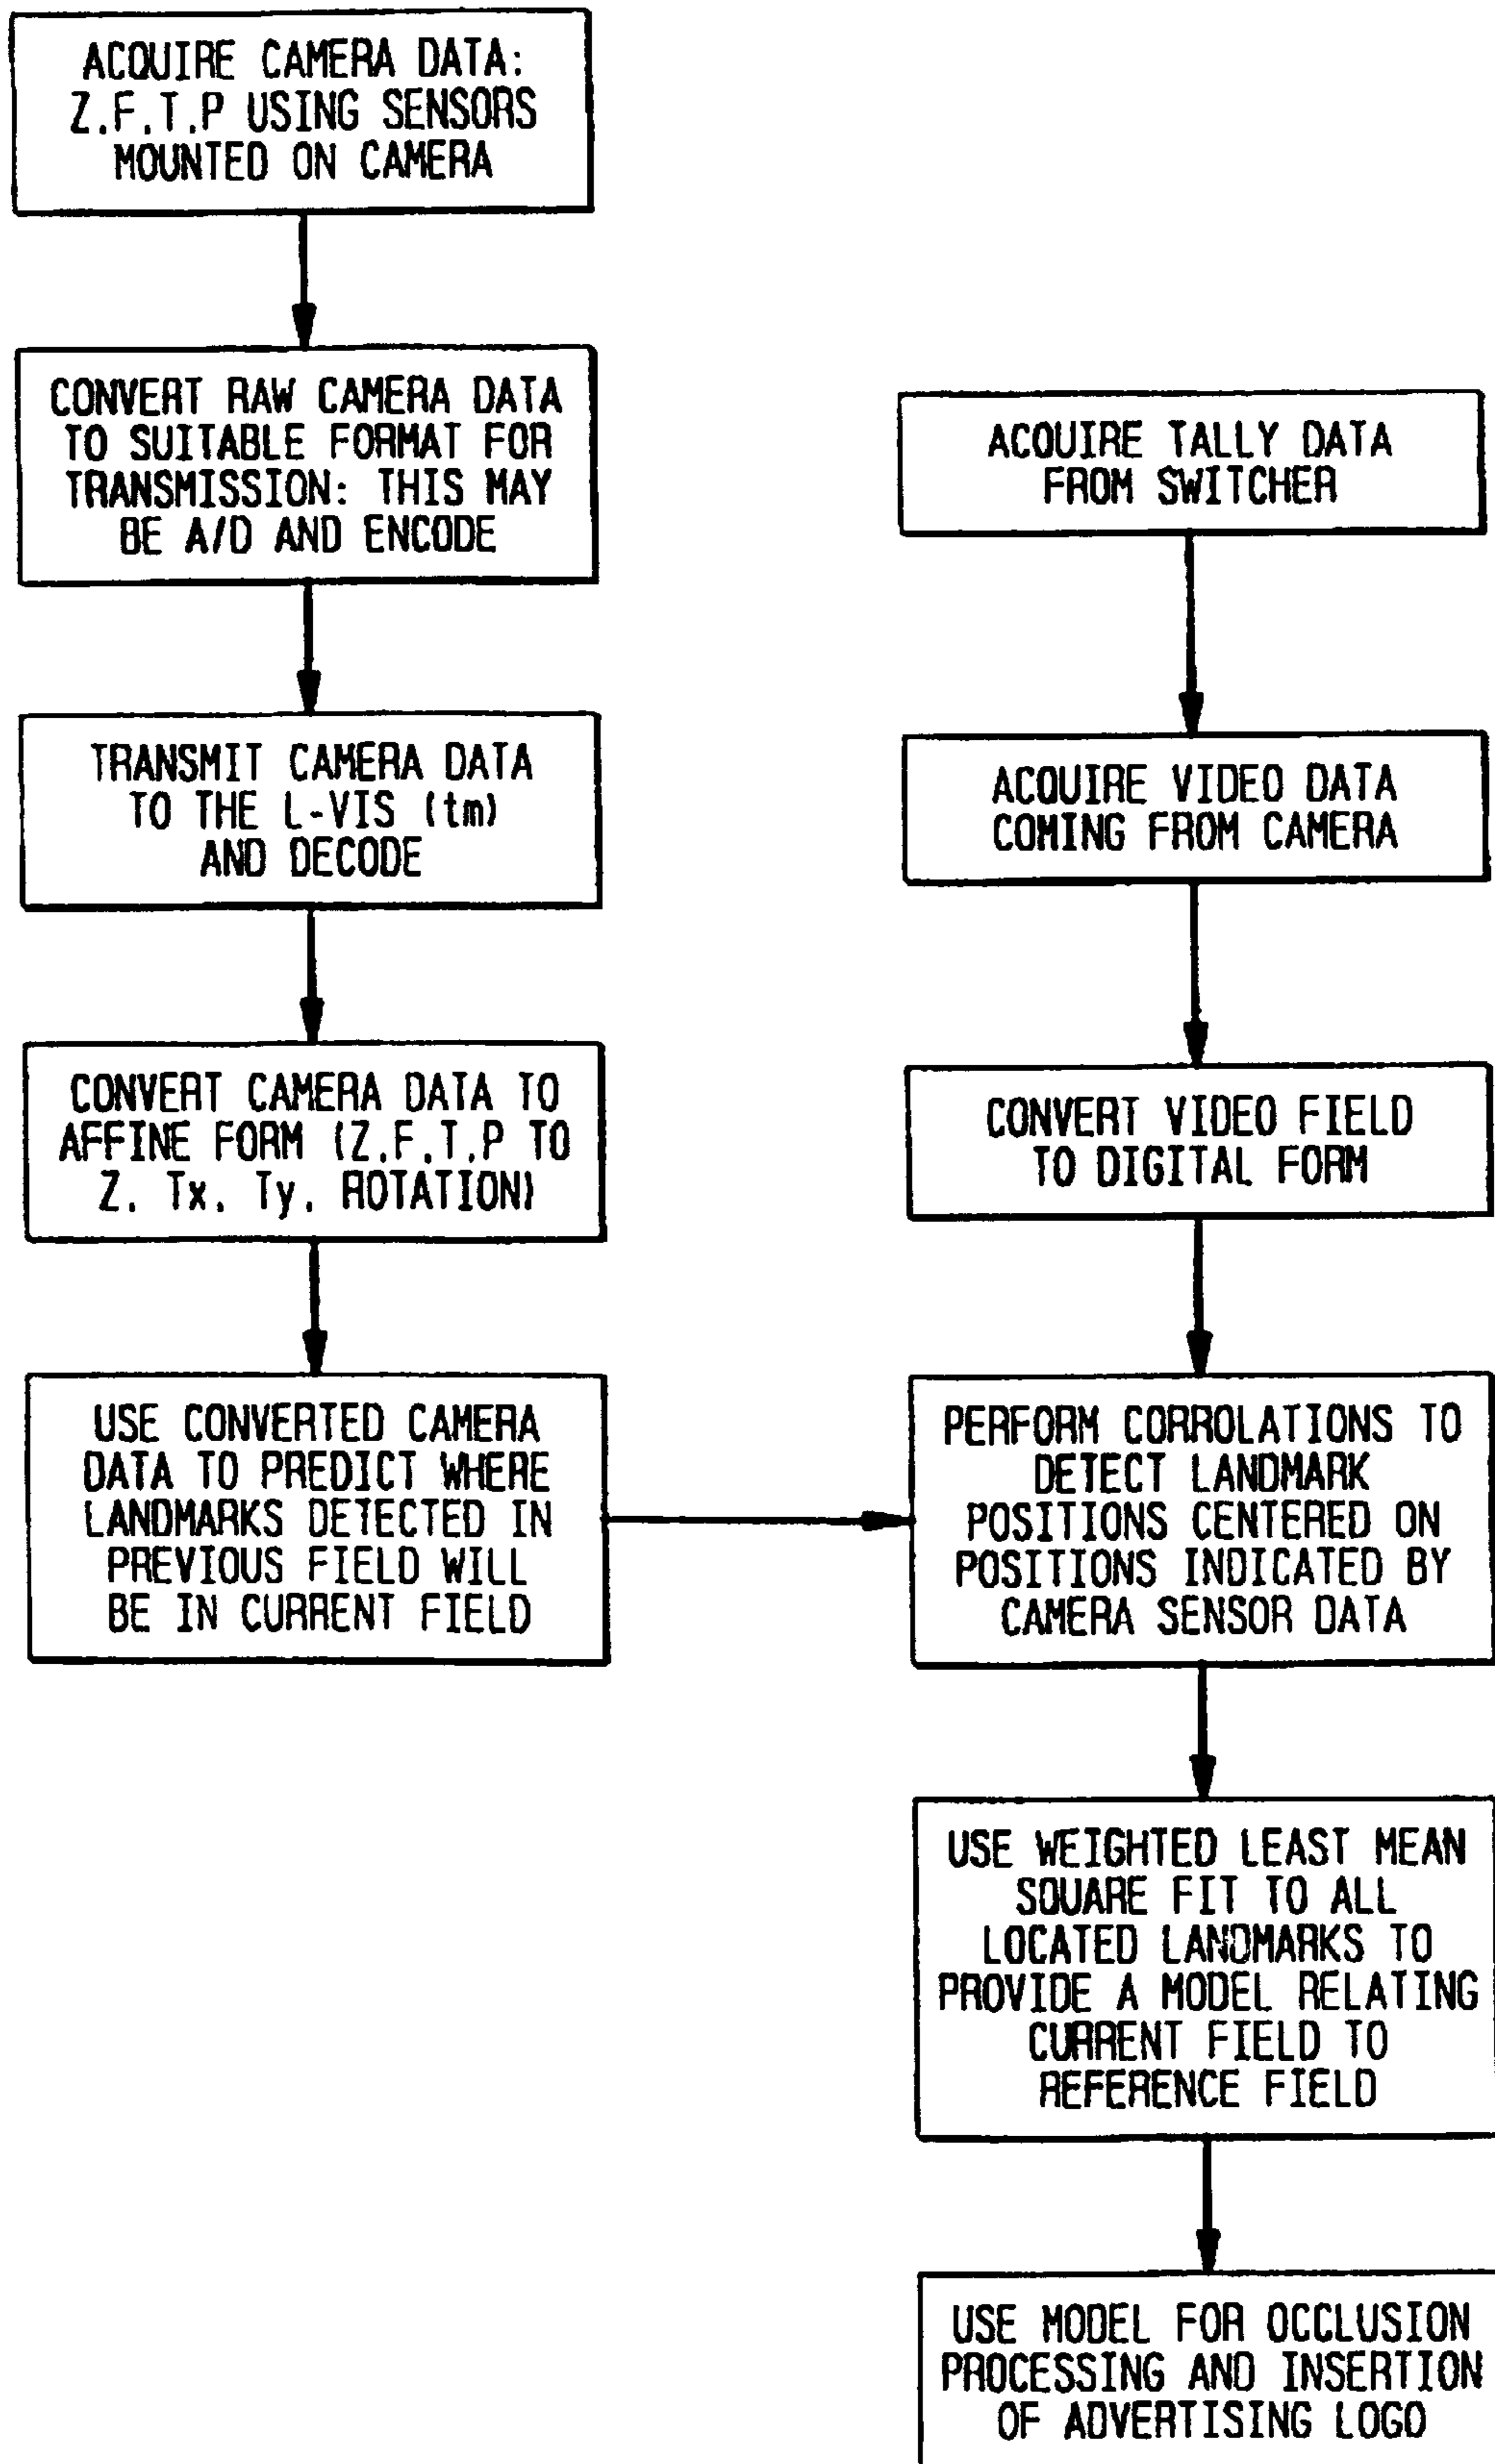 ACQUIRE CAMERA DATA:
Z.F.T.P USING SENSORS
MOUNTED ON CAMERA
CONVERT RAW CAMERA DATA
TO SUITABLE FORMAT FOR
TRANSMISSION: THIS MAY
BE A/D AND ENCODE
TRANSMIT CAMERA DATA
TO THE L-VIS (tm)
AND DECODE
CONVERT CAMERA DATA TO
AFFINE FORM (Z.F.T.P TO
Z. Tx. Ty. ROTATION)
USE CONVERTED CAMERA
DATA TO PREDICT WHERE
LANDMARKS DETECTED IN
PREVIOUS FIELD WILL
BE IN CURRENT FIELD
ACQUIRE TALLY DATA
FROM SWITCHER
ACQUIRE VIDEO DATA
COMING FROM CAMERA
CONVERT VIDEO FIELD
TO DIGITAL FORM
PERFORM CORROLATIONS TO
DETECT LANDMARK
POSITIONS CENTERED ON
POSITIONS INDICATED BY
CAMERA SENSOR DATA
USE WEIGHTED LEAST MEAN
SQUARE FIT TO ALL
LOCATED LANDMARKS TO
PROVIDE A MODEL RELATING
CURRENT FIELD TO
REFERENCE FIELD
USE MODEL FOR OCCLUSION
PROCESSING AND INSERTION
OF ADVERTISING LOGO